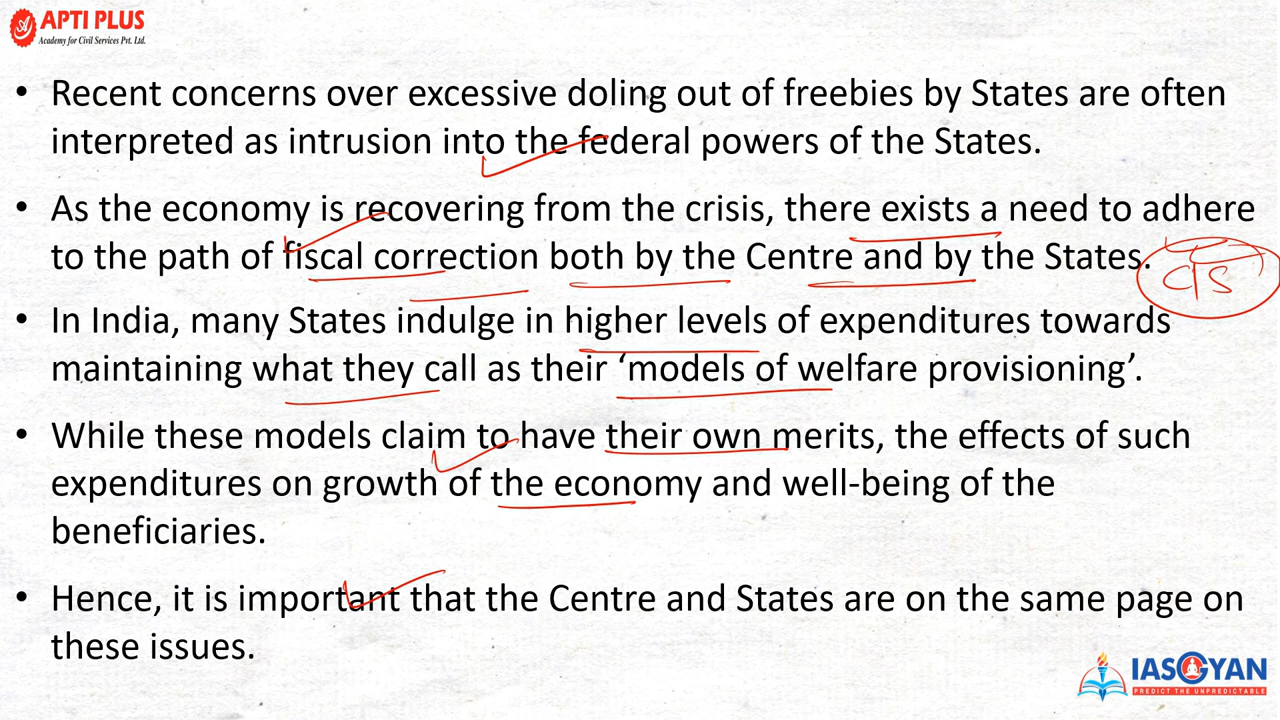 APTI PLUS
Academy for Civil Services Pvt. Ltd.
• Recent concerns over excessive doling out of freebies by States are often
interpreted as intrusion into the federal powers of the States.
• As the economy is recovering from the crisis, there exists a need to adhere
to the path of fiscal correction both by the Centre and by the States.
• In India, many States indulge in higher levels of expenditures towards
maintaining what they call as their ‘models of welfare provisioning’.
• While these models claim to have their own merits, the effects of such
expenditures on growth of the economy and well-being of the
beneficiaries.
• Hence, it is important that the Centre and States are on the same page on
these issues.
IASGYAN
PREDICT THE UNPREDICTABLE